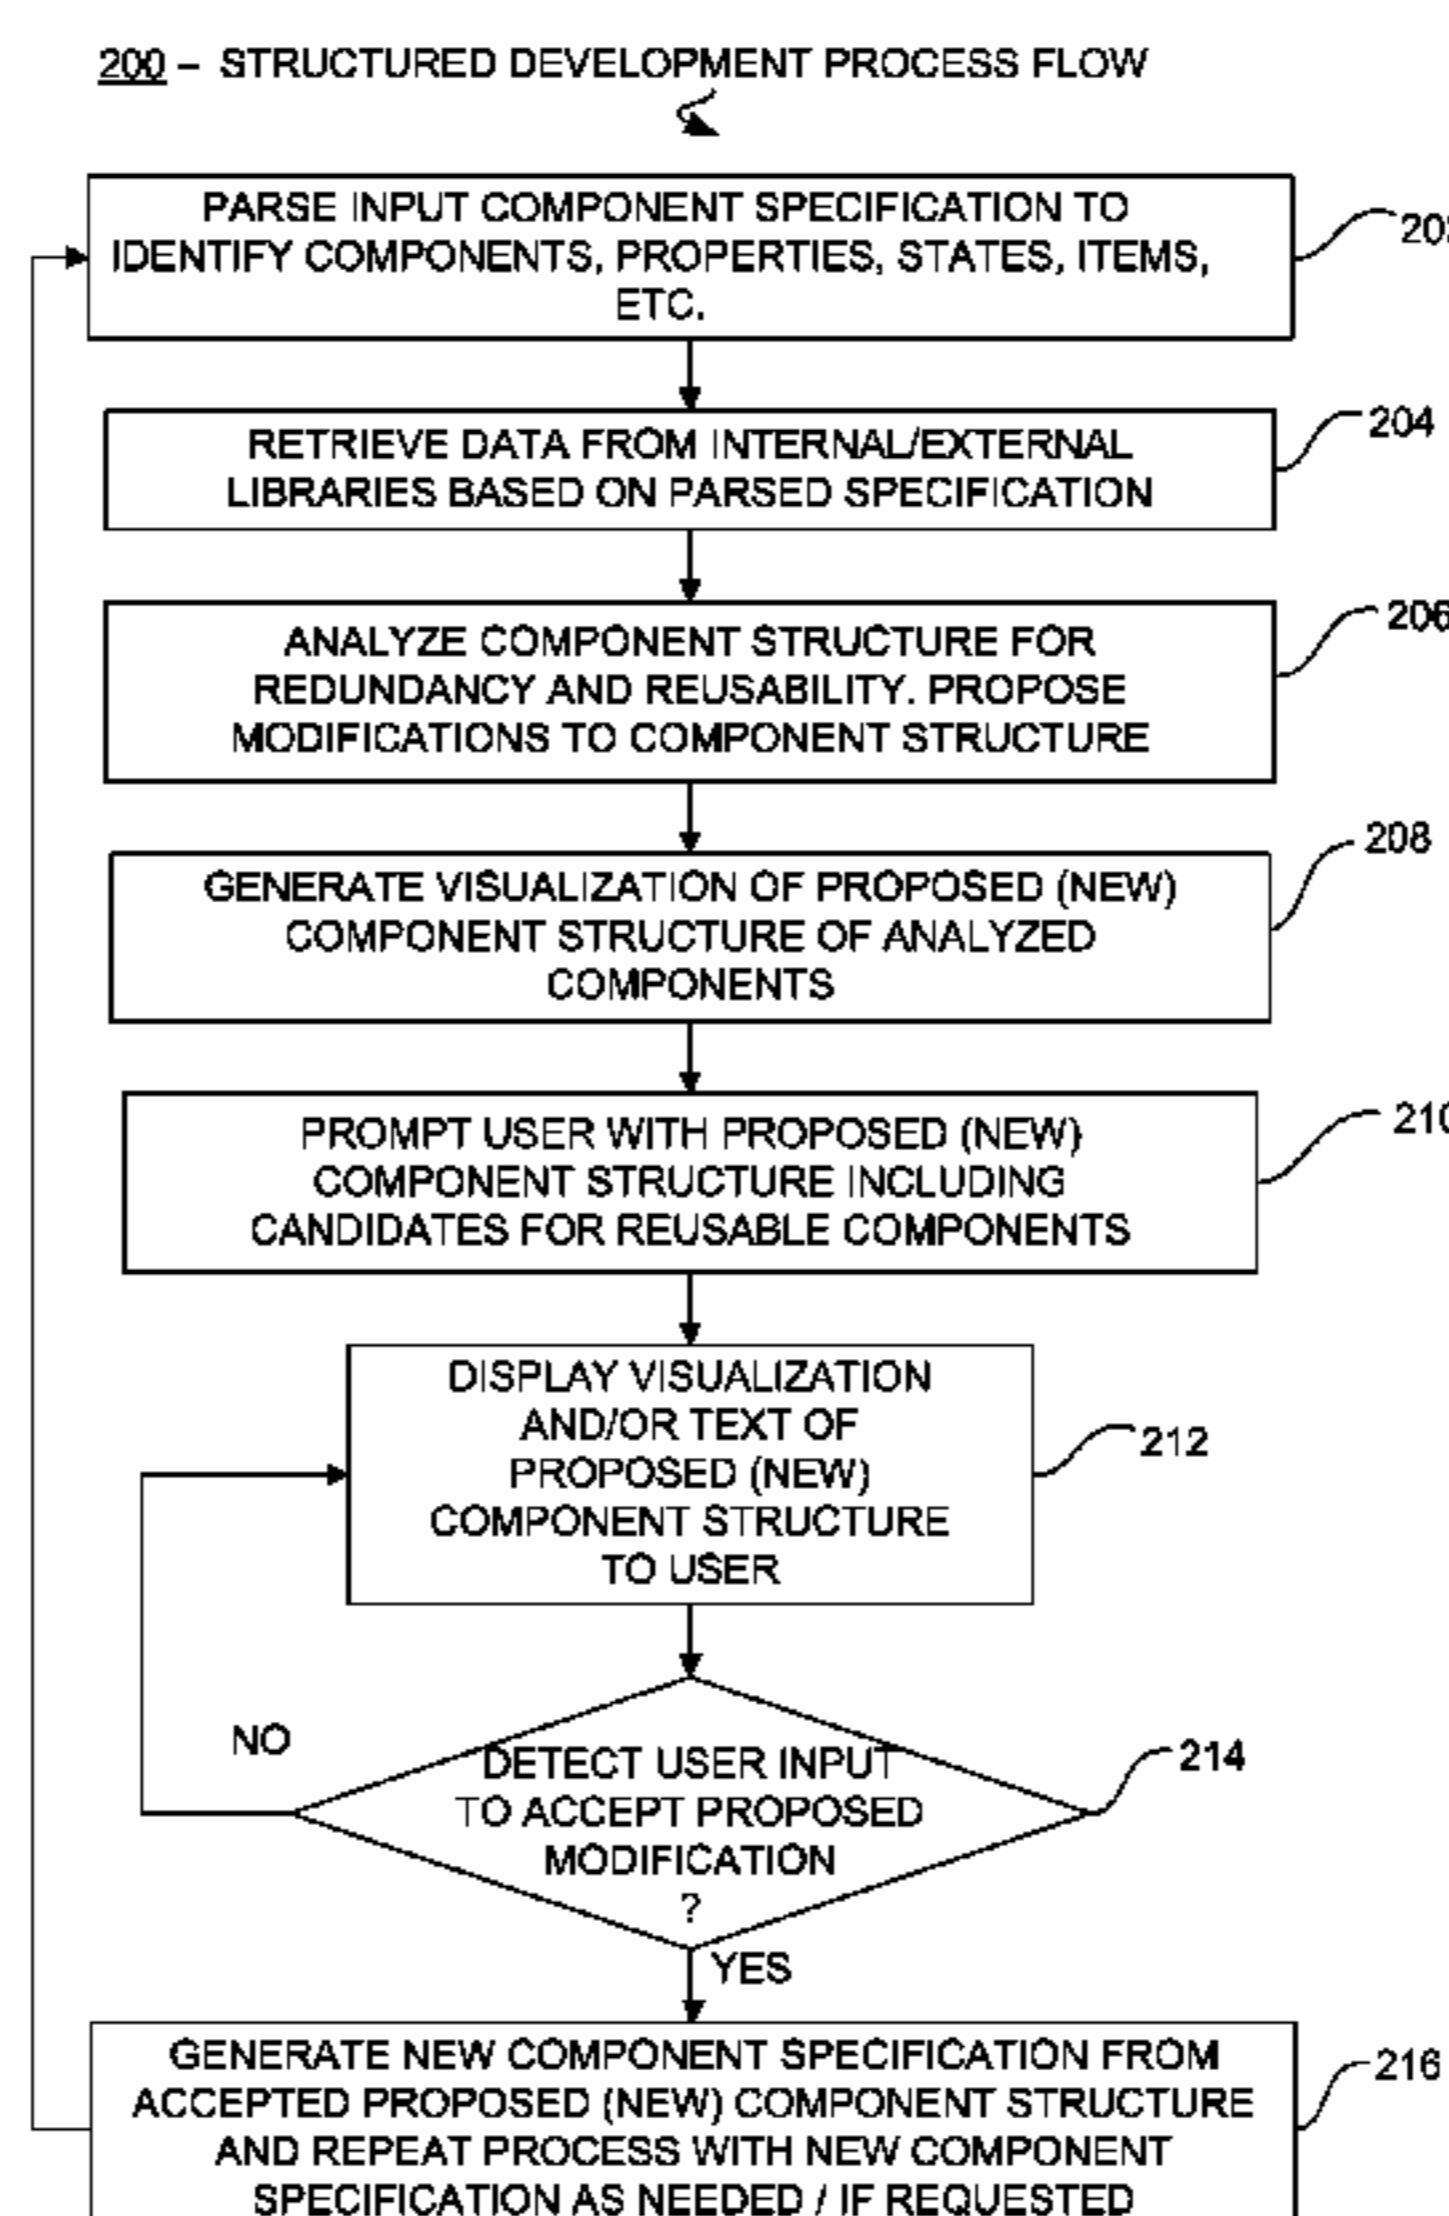 200 – STRUCTURED DEVELOPMENT PROCESS FLOW
PARSE INPUT COMPONENT SPECIFICATION TO
IDENTIFY COMPONENTS, PROPERTIES, STATES, ITEMS,
ETC.
RETRIEVE DATA FROM INTERNAL/EXTERNAL
LIBRARIES BASED ON PARSED SPECIFICATION
204
ANALYZE COMPONENT STRUCTURE FOR
REDUNDANCY AND REUSABILITY. PROPOSE
MODIFICATIONS TO COMPONENT STRUCTURE
206
GENERATE VISUALIZATION OF PROPOSED (NEW)
COMPONENT STRUCTURE OF ANALYZED
COMPONENTS
208
PROMPT USER WITH PROPOSED (NEW)
COMPONENT STRUCTURE INCLUDING
CANDIDATES FOR REUSABLE COMPONENTS
210
DISPLAY VISUALIZATION
AND/OR TEXT OF
PROPOSED (NEW)
COMPONENT STRUCTURE
TO USER
212
NO
DETECT USER INPUT
TO ACCEPT PROPOSED
MODIFICATION
?
214
YES
GENERATE NEW COMPONENT SPECIFICATION FROM
ACCEPTED PROPOSED (NEW) COMPONENT STRUCTURE
AND REPEAT PROCESS WITH NEW COMPONENT
SPECIFICATION AS NEEDED / IF REQUESTED
216